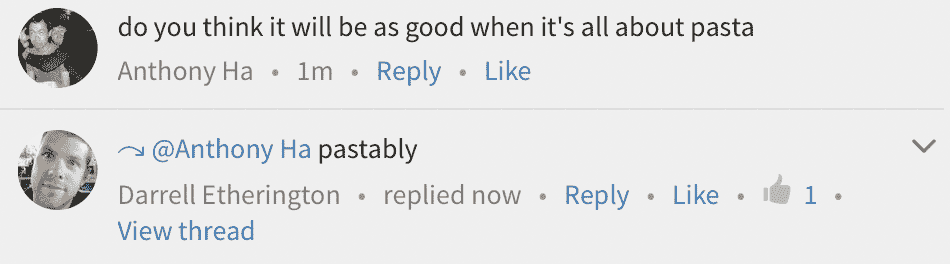 do you think it will be as good when it's all about pasta
Anthony Ha • 1m • Reply • Like
@Anthony Ha pastably
Darrell Etherington • replied now • Reply • Like • 1 •
View thread